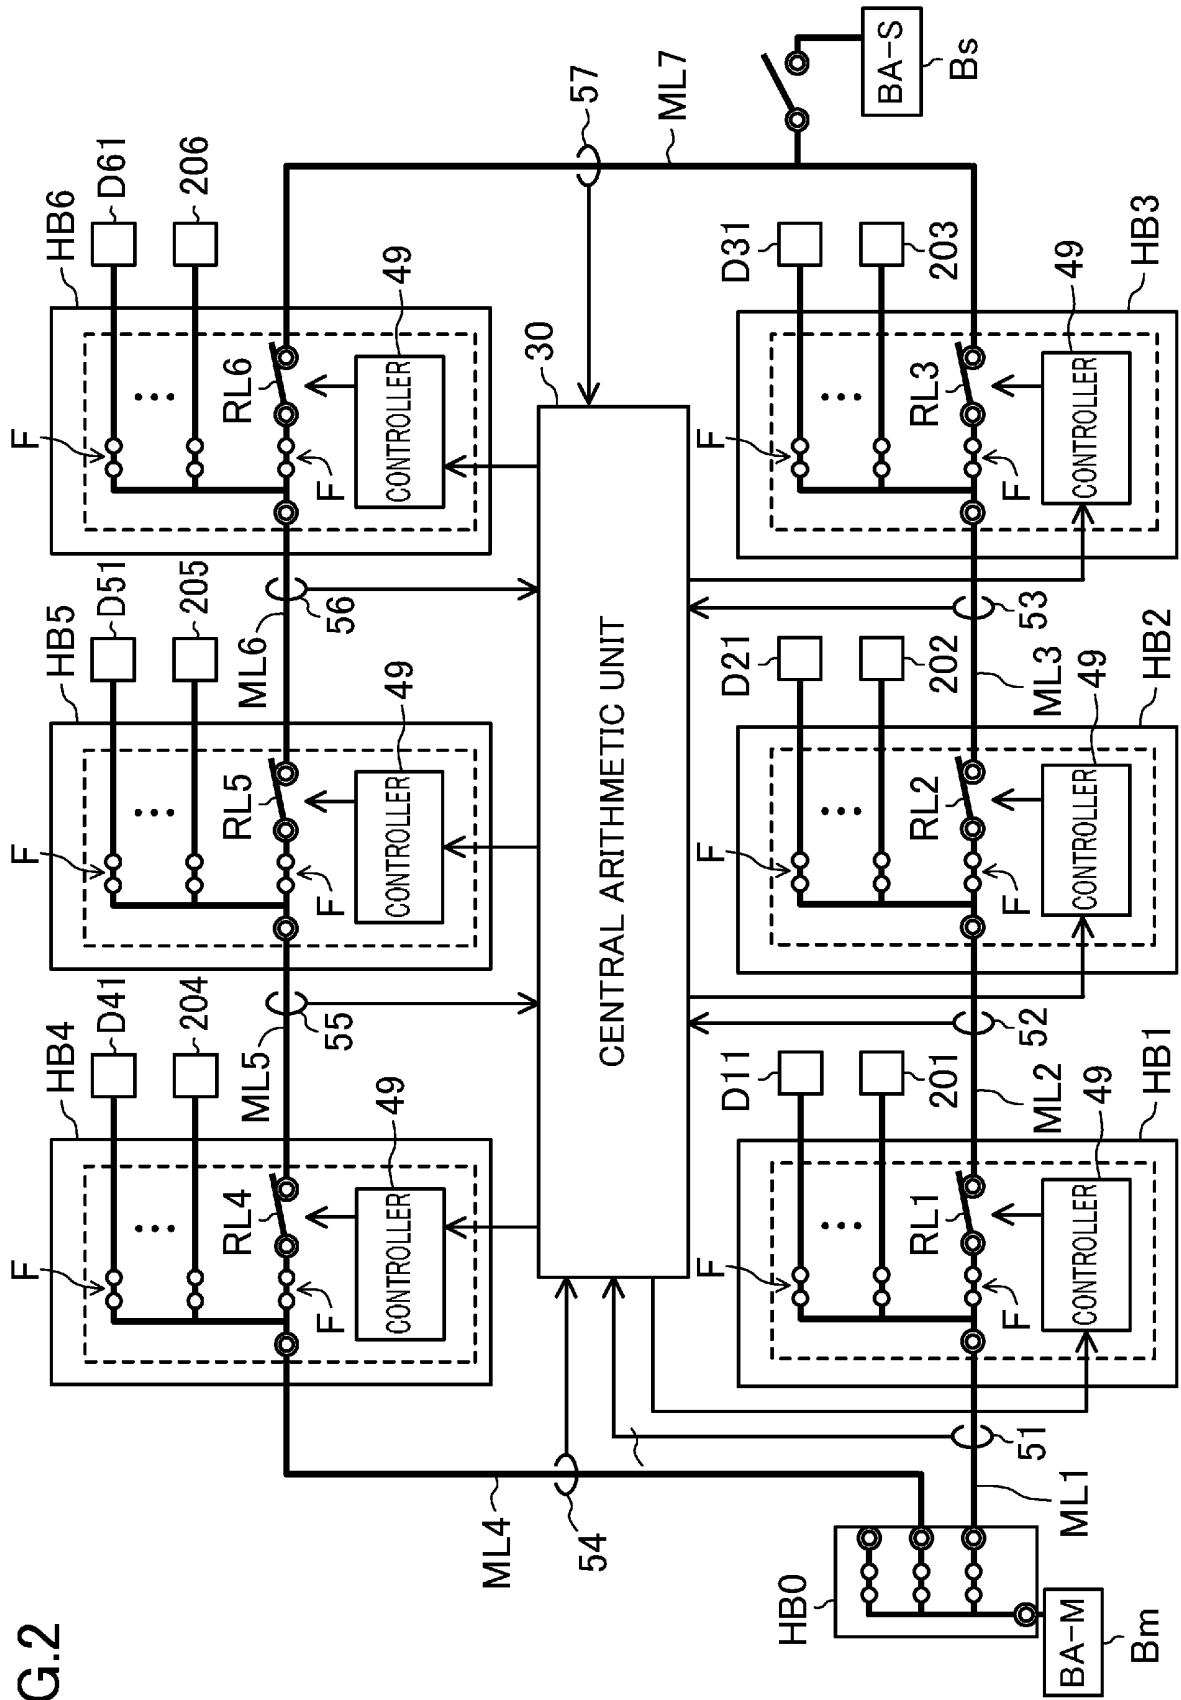 G.2
HB4
D41
204
F
RL4
F
CONTROLLER
49
ML5
55
HB5
D51
205
F
RL5
F
CONTROLLER
49
ML6
56
HB6
D61
206
F
RL6
F
CONTROLLER
49
57
ML7
BA-S
Bs
ML4
54
CENTRAL ARITHMETIC UNIT
30
HB0
BA-M
Bm
ML1
51
D11
201
F
RL1
F
CONTROLLER
49
HB1
ML2
52
D21
202
F
RL2
F
CONTROLLER
49
HB2
ML3
53
D31
203
F
RL3
F
CONTROLLER
49
HB3